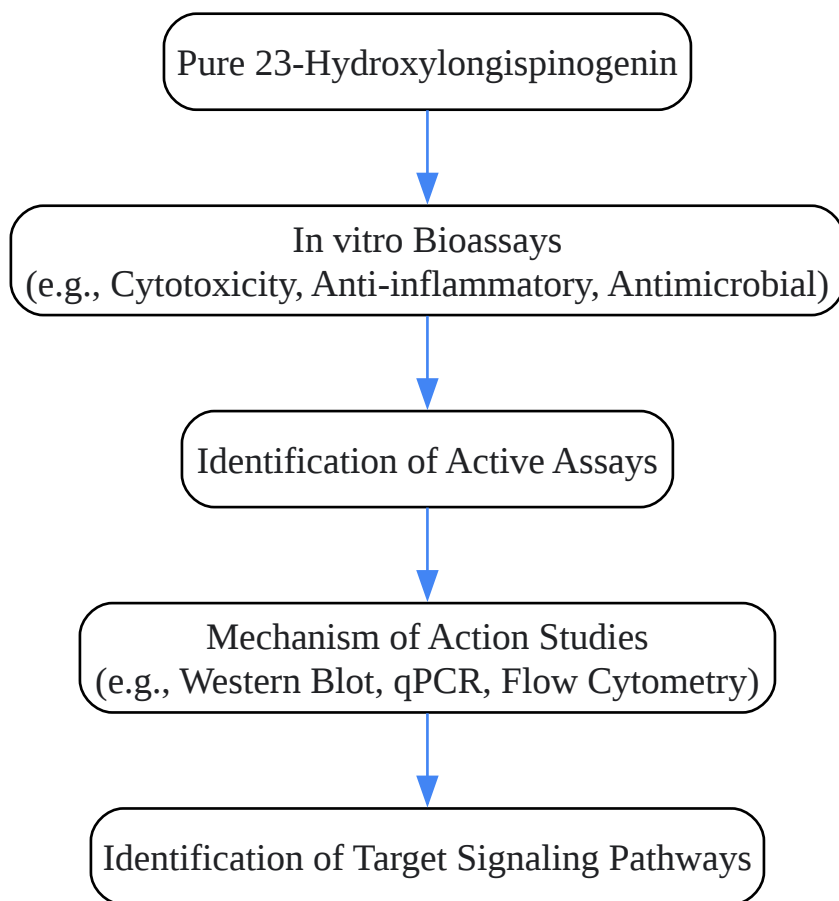 Pure 23-Hydroxylongispinogenin
In vitro Bioassays
(e.g., Cytotoxicity, Anti-inflammatory, Antimicrobial)
Identification of Active Assays
Mechanism of Action Studies
(e.g., Western Blot, qPCR, Flow Cytometry)
Identification of Target Signaling Pathways